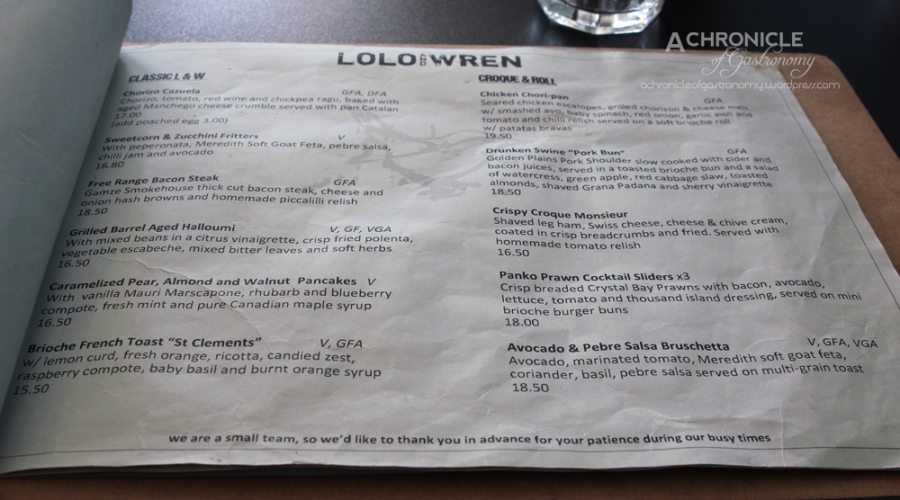 A CHRONICLE
of Gastronomy
achronicleofgastronomy.wordpress.com
LOLO AND WREN
CLASSIC L & W
Chorizo Cazuela GFA, DFA
Chorizo, tomato, red wine and chickpea ragu, baked with
aged Manchego cheese crumble served with pan Catalan
17.00
(add poached egg 3.00)
Sweetcorn & Zucchini Fritters V
With peperonata, Meredith Soft Goat Feta, pebre salsa,
chilli jam and avocado
16.80
Free Range Bacon Steak GFA
Gamze Smokehouse thick cut bacon steak, cheese and
onion hash browns and homemade piccalilli relish
18.50
Grilled Barrel Aged Halloumi V, GF, VGA
With mixed beans in a citrus vinaigrette, crisp fried polenta,
vegetable escabeche, mixed bitter leaves and soft herbs
16.50
Caramelized Pear, Almond and Walnut Pancakes V
With vanilla Mauri Marscapone, rhubarb and blueberry
compote, fresh mint and pure Canadian maple syrup
16.50
Brioche French Toast "St Clements" V, GFA
w/ lemon curd, fresh orange, ricotta, candied zest,
raspberry compote, baby basil and burnt orange syrup
15.50
CROQUE & ROLL
Chicken Chori-pan GFA
Seared chicken escalopes, grilled chorizon & cheese melt
w/ smashed avo, baby spinach, red onion, garlic aioli and
tomato and chilli relish served on a soft brioche roll
w/ patatas bravas
19.50
Drunken Swine "Pork Bun" GFA
Golden Plains Pork Shoulder slow cooked with cider and
bacon juices, served in a toasted brioche bun and a salad
of watercress, green apple, red cabbage slaw, toasted
almonds, shaved Grana Padana and sherry vinaigrette
18.50
Crispy Croque Monsieur
Shaved leg ham, Swiss cheese, cheese & chive cream,
coated in crisp breadcrumbs and fried. Served with
homemade tomato relish
16.50
Panko Prawn Cocktail Sliders x3
Crisp breaded Crystal Bay Prawns with bacon, avocado,
lettuce, tomato and thousand island dressing, served on mini
brioche burger buns
18.00
Avocado & Pebre Salsa Bruschetta V, GFA, VGA
Avocado, marinated tomato, Meredith soft goat feta,
coriander, basil, pebre salsa served on multi-grain toast
18.50
we are a small team, so we'd like to thank you in advance for your patience during our busy times